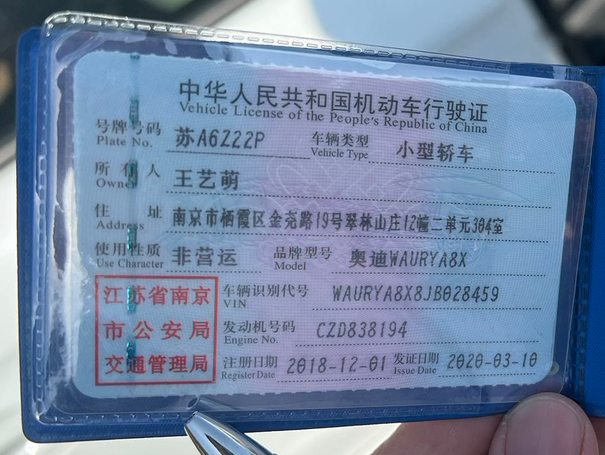 中华人民共和国机动车行驶证
Vehicle License of the People's Republic of China
号牌号码 苏A6Z22P 车辆类型 小型轿车
Plate No. Vehicle Type
所有人 王艺萌
Owner
住址 南京市栖霞区金尧路19号翠林山庄12幢二单元304室
Address
使用性质 非营运 品牌型号 奥迪WAURYA8X
Use Character Model
江苏省南京 车辆识别代号 WAURYA8X8JB028459
VIN
市公安局 发动机号码 CZD838194
Engine No.
交通管理局 注册日期 2018-12-01 发证日期 2020-03-10
Register Date Issue Date